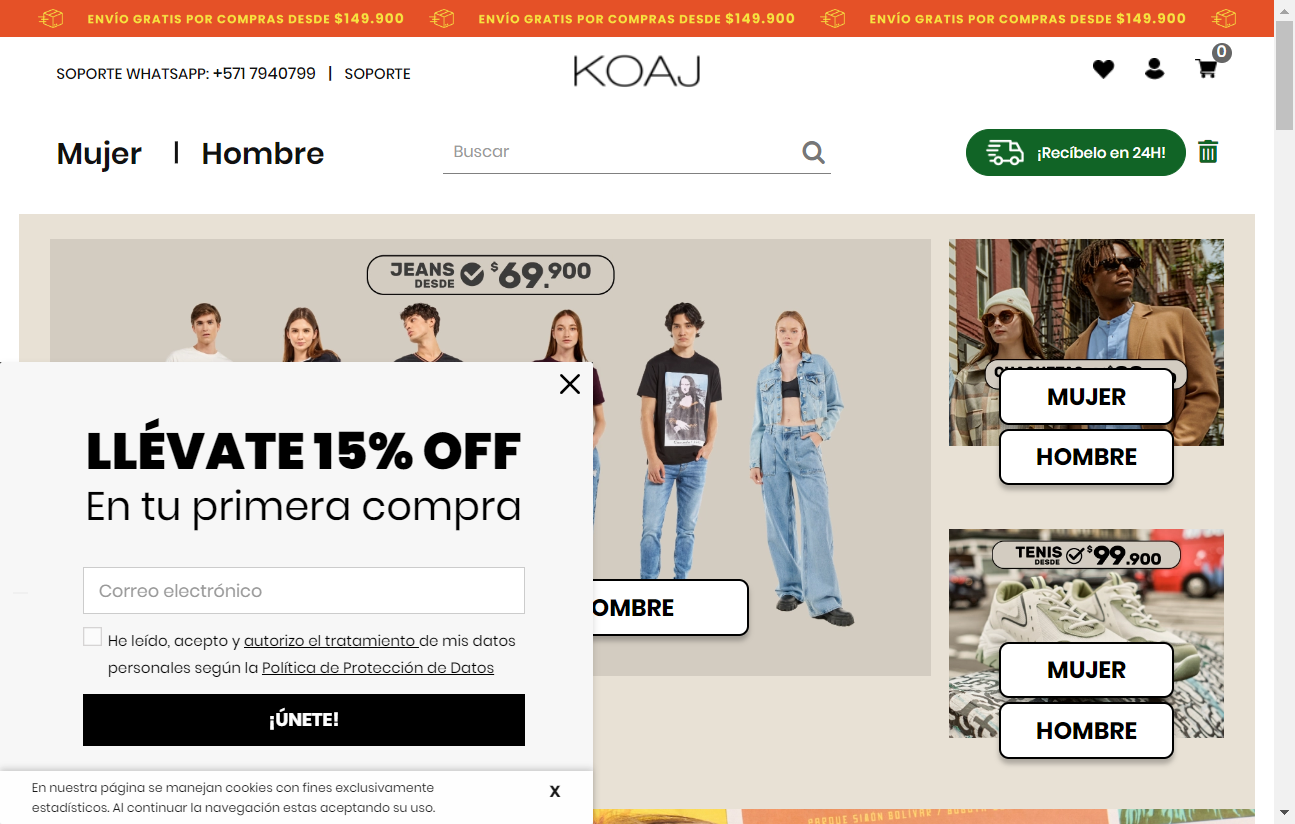 ENVÍO GRATIS POR COMPRAS DESDE $149.900
ENVÍO GRATIS POR COMPRAS DESDE $149.900
ENVÍO GRATIS POR COMPRAS DESDE $149.900
SOPORTE WHATSAPP: +571 7940799 | SOPORTE
KOAJ
0
Mujer | Hombre
Buscar
¡Recíbelo en 24H!
JEANS
DESDE
$69.900
MUJER
HOMBRE
LLÉVATE 15% OFF
En tu primera compra
Correo electrónico
He leído, acepto y autorizo el tratamiento de mis datos
personales según la Política de Protección de Datos
¡ÚNETE!
OMBRE
TENIS
DESDE
$99.900
MUJER
HOMBRE
En nuestra página se manejan cookies con fines exclusivamente
estadísticos. Al continuar la navegación estas aceptando su uso.
X